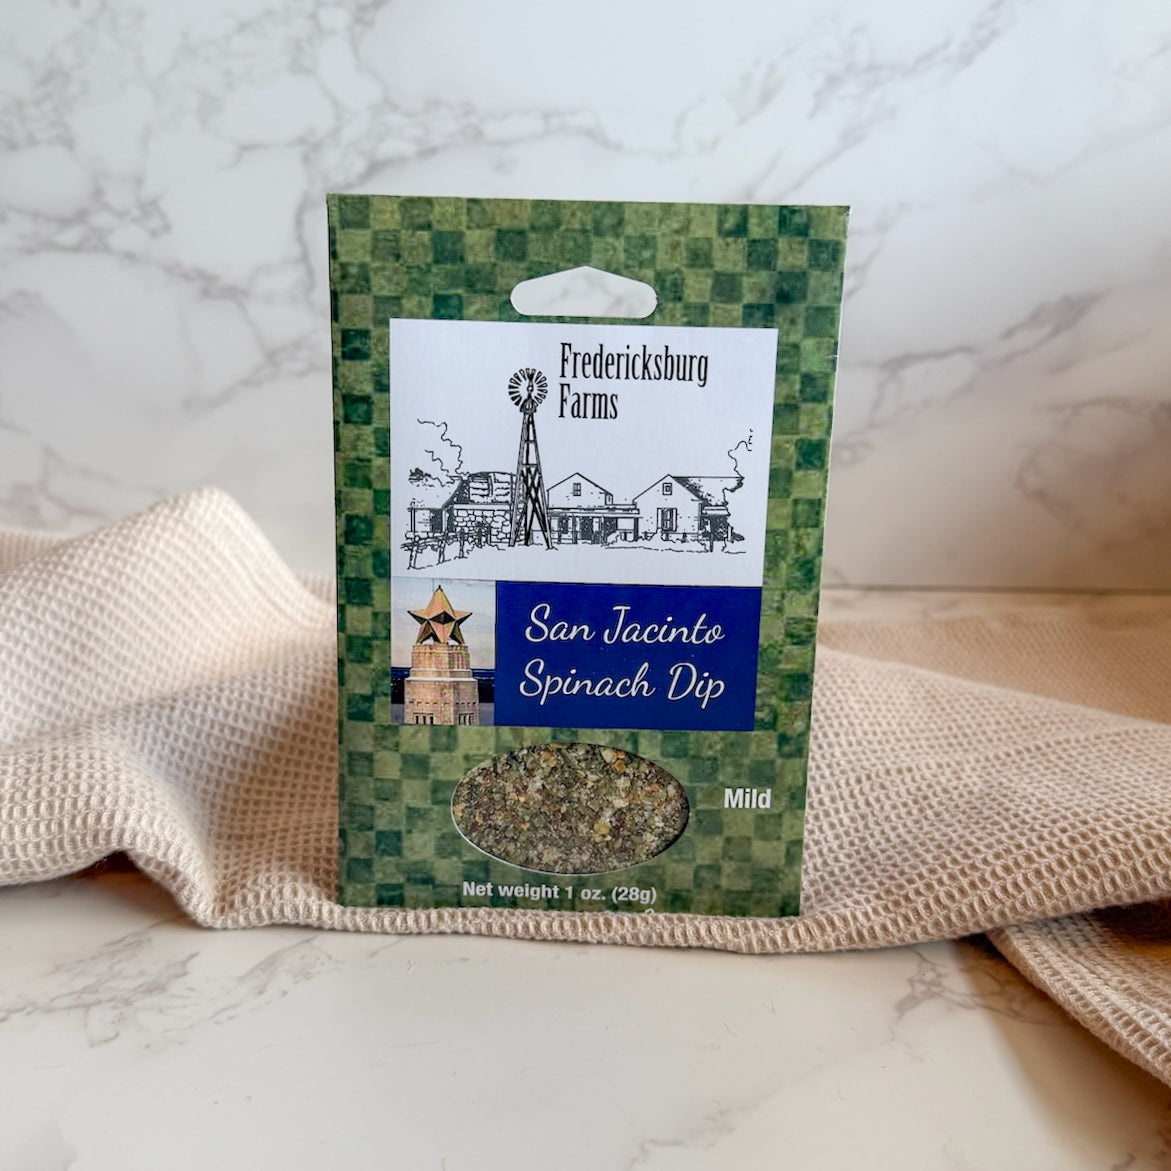 Fredericksburg
Farms
San Jacinto
Spinach Dip
Mild
Net weight 1 oz. (28g)